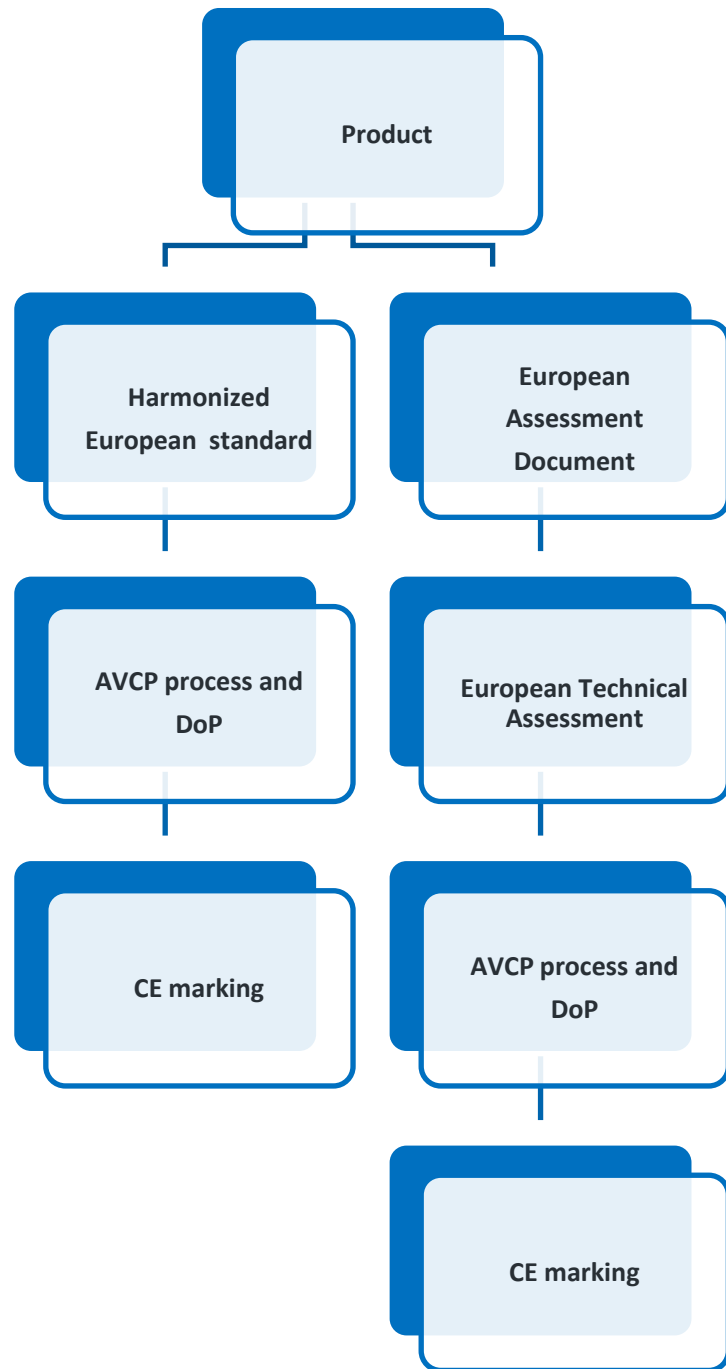 Product
Harmonized
European standard
European
Assessment
Document
AVCP process and
DoP
European Technical
Assessment
CE marking
AVCP process and
DoP
CE marking